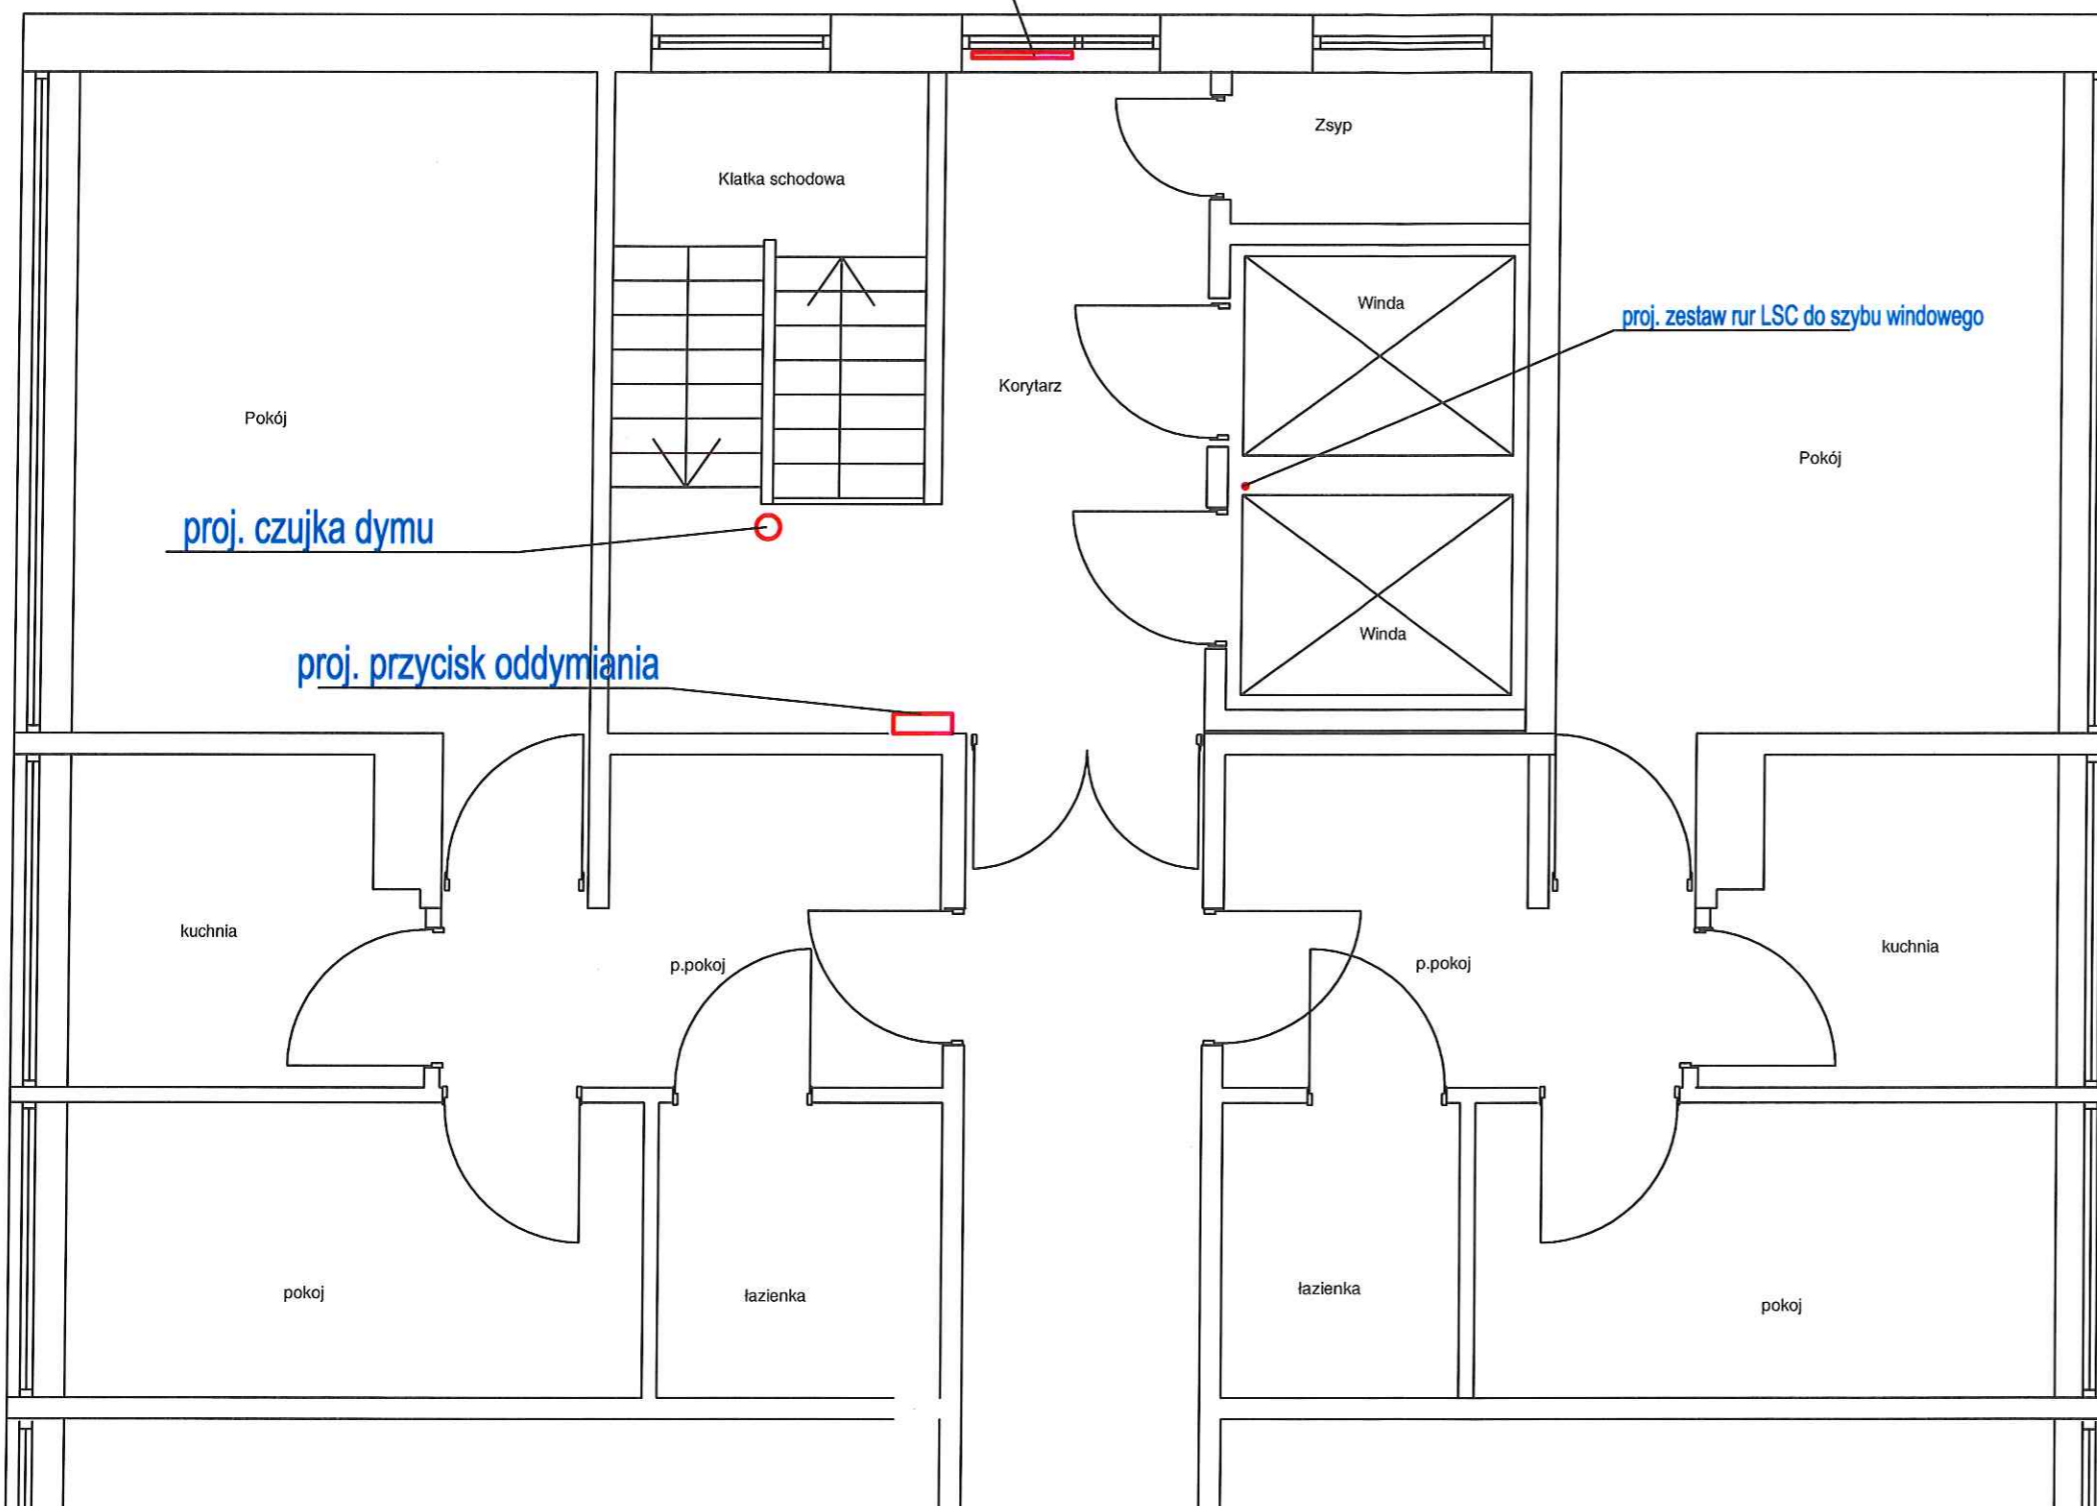 Zsyp
Klatka schodowa
Winda
proj. zestaw rur LSC do szybu windowego
Korytarz
Pokój
Pokój
proj. czujka dymu
Winda
proj. przycisk oddymiania
kuchnia
kuchnia
p.pokoj
p.pokoj
pokoj
łazienka
łazienka
pokoj